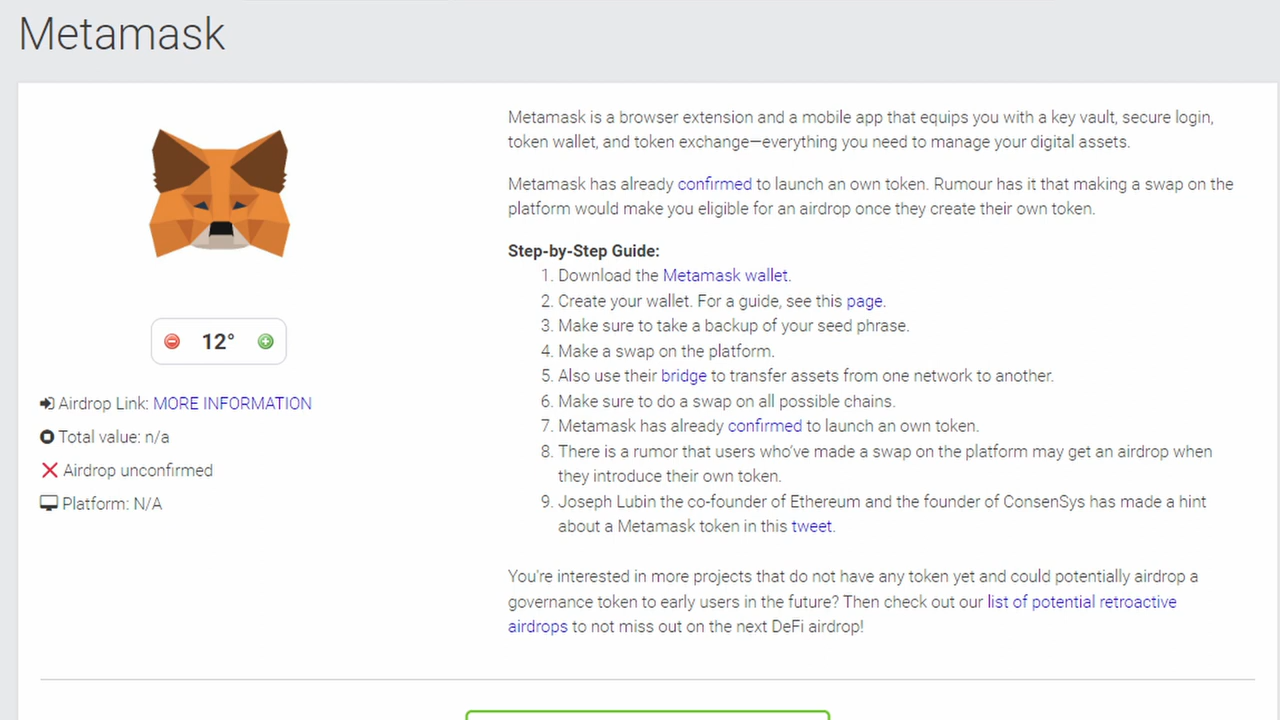 Metamask
12°
Airdrop Link: MORE INFORMATION
Total value: n/a
Airdrop unconfirmed
Platform: N/A
Metamask is a browser extension and a mobile app that equips you with a key vault, secure login,
token wallet, and token exchange—everything you need to manage your digital assets.
Metamask has already confirmed to launch an own token. Rumour has it that making a swap on the
platform would make you eligible for an airdrop once they create their own token.
Step-by-Step Guide:
1. Download the Metamask wallet.
2. Create your wallet. For a guide, see this page.
3. Make sure to take a backup of your seed phrase.
4. Make a swap on the platform.
5. Also use their bridge to transfer assets from one network to another.
6. Make sure to do a swap on all possible chains.
7. Metamask has already confirmed to launch an own token.
8. There is a rumor that users who’ve made a swap on the platform may get an airdrop when
they introduce their own token.
9. Joseph Lubin the co-founder of Ethereum and the founder of ConsenSys has made a hint
about a Metamask token in this tweet.
You're interested in more projects that do not have any token yet and could potentially airdrop a
governance token to early users in the future? Then check out our list of potential retroactive
airdrops to not miss out on the next DeFi airdrop!